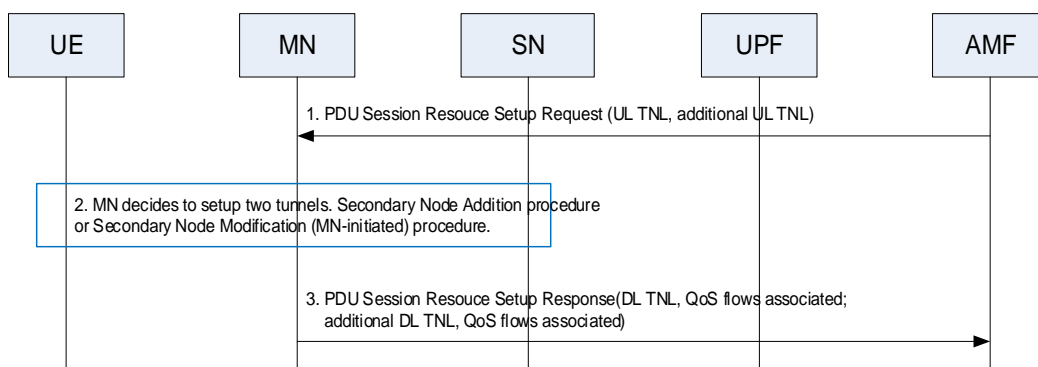 UE
MN
SN
UPF
AMF
1. PDU Session Resouce Setup Request (UL TNL, additional UL TNL)
2. MN decides to setup two tunnels. Secondary Node Addition procedure
or Secondary Node Modification (MN-initiated) procedure.
3. PDU Session Resouce Setup Response(DL TNL, QoS flows associated;
additional DL TNL, QoS flows associated)